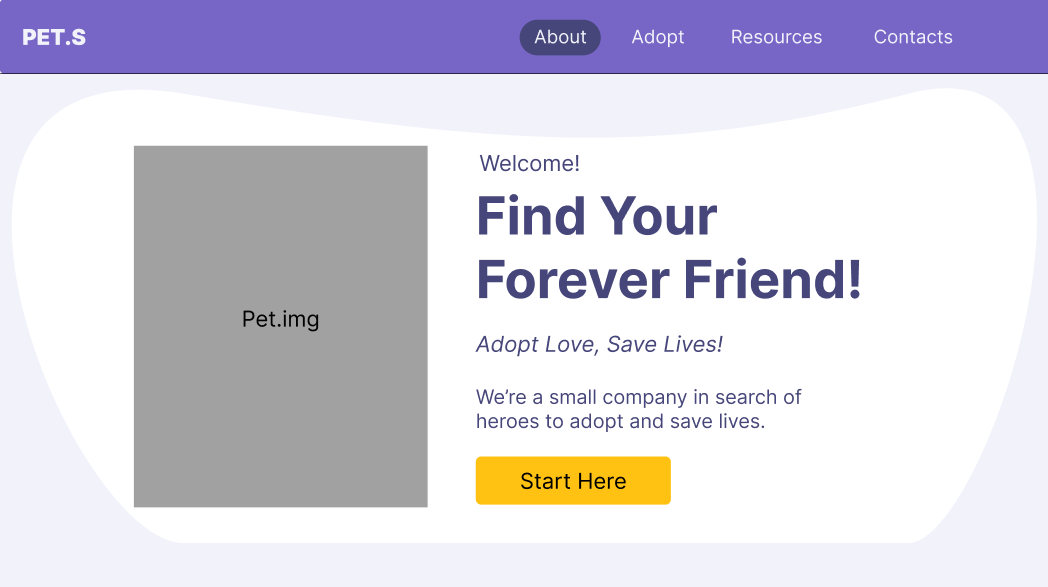 PET.S
About
Adopt
Resources
Contacts
Welcome!
Find Your
Forever Friend!
Pet.img
Adopt Love, Save Lives!
We’re a small company in search of
heroes to adopt and save lives.
Start Here